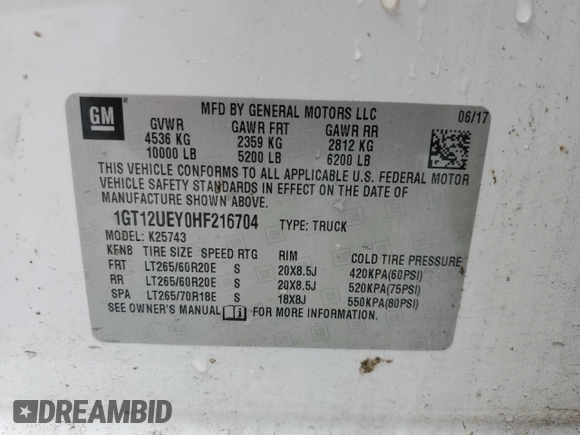 GM
MFD BY GENERAL MOTORS LLC
06/17
GVWR GAWR FRT GAWR RR
4536 KG 2359 KG 2812 KG
10000 LB 5200 LB 6200 LB
THIS VEHICLE CONFORMS TO ALL APPLICABLE U.S. FEDERAL MOTOR
VEHICLE SAFETY STANDARDS IN EFFECT ON THE DATE OF
MANUFACTURE SHOWN ABOVE.
1GT12UEY0HF216704 TYPE: TRUCK
MODEL: K25743
KFN8 TIRE SIZE SPEED RTG RIM COLD TIRE PRESSURE
FRT LT265/60R20E S 20X8.5J 420KPA(60PSI)
RR LT265/60R20E S 20X8.5J 520KPA(75PSI)
SPA LT265/70R18E S 18X8J 550KPA(80PSI)
SEE OWNER'S MANUAL FOR MORE INFORMATION.
DREAMBID